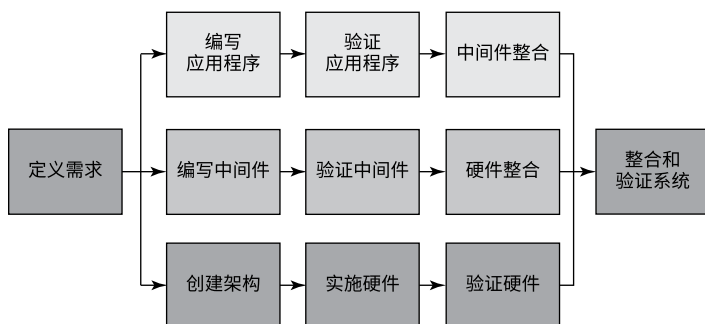 编写
应用程序
验证
应用程序
中间件整合
定义需求
编写中间件
验证中间件
硬件整合
整合和
验证系统
创建架构
实施硬件
验证硬件